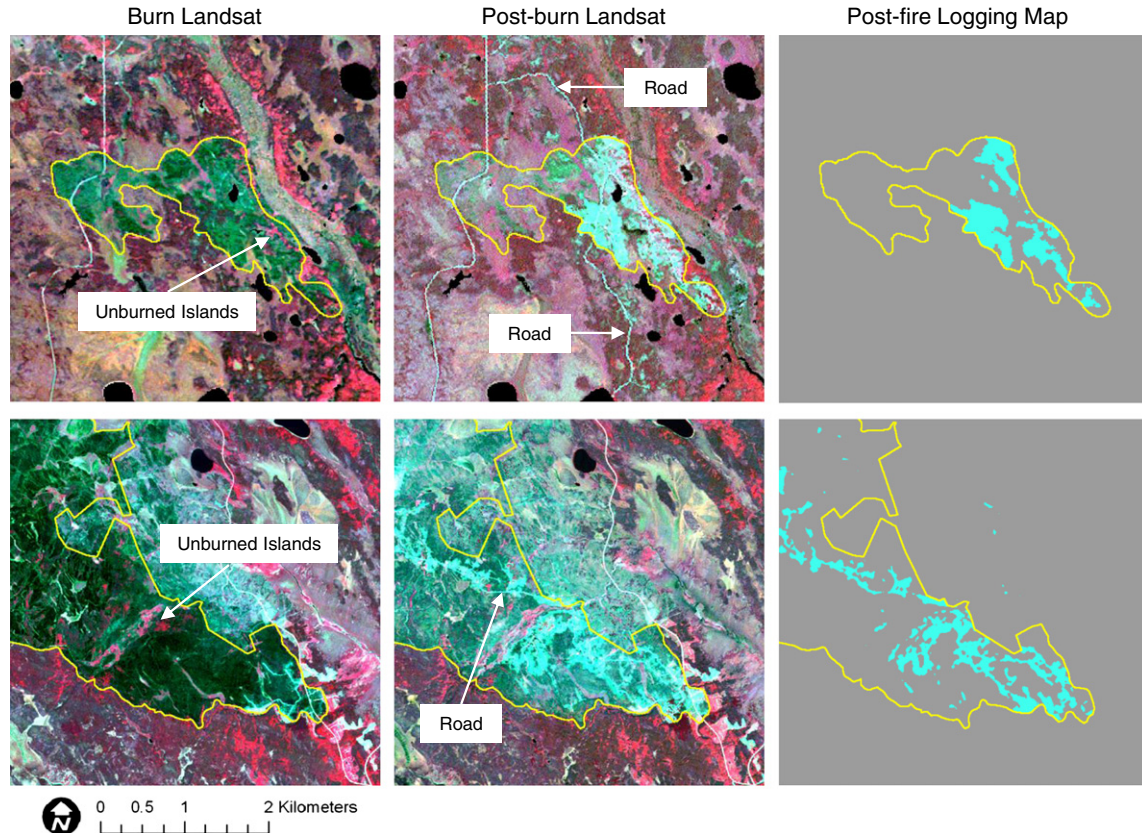 Burn Landsat
Post-burn Landsat
Post-fire Logging Map
Road
Unburned Islands
Road
Unburned Islands
Road
N
0 0.5 1 2 Kilometers